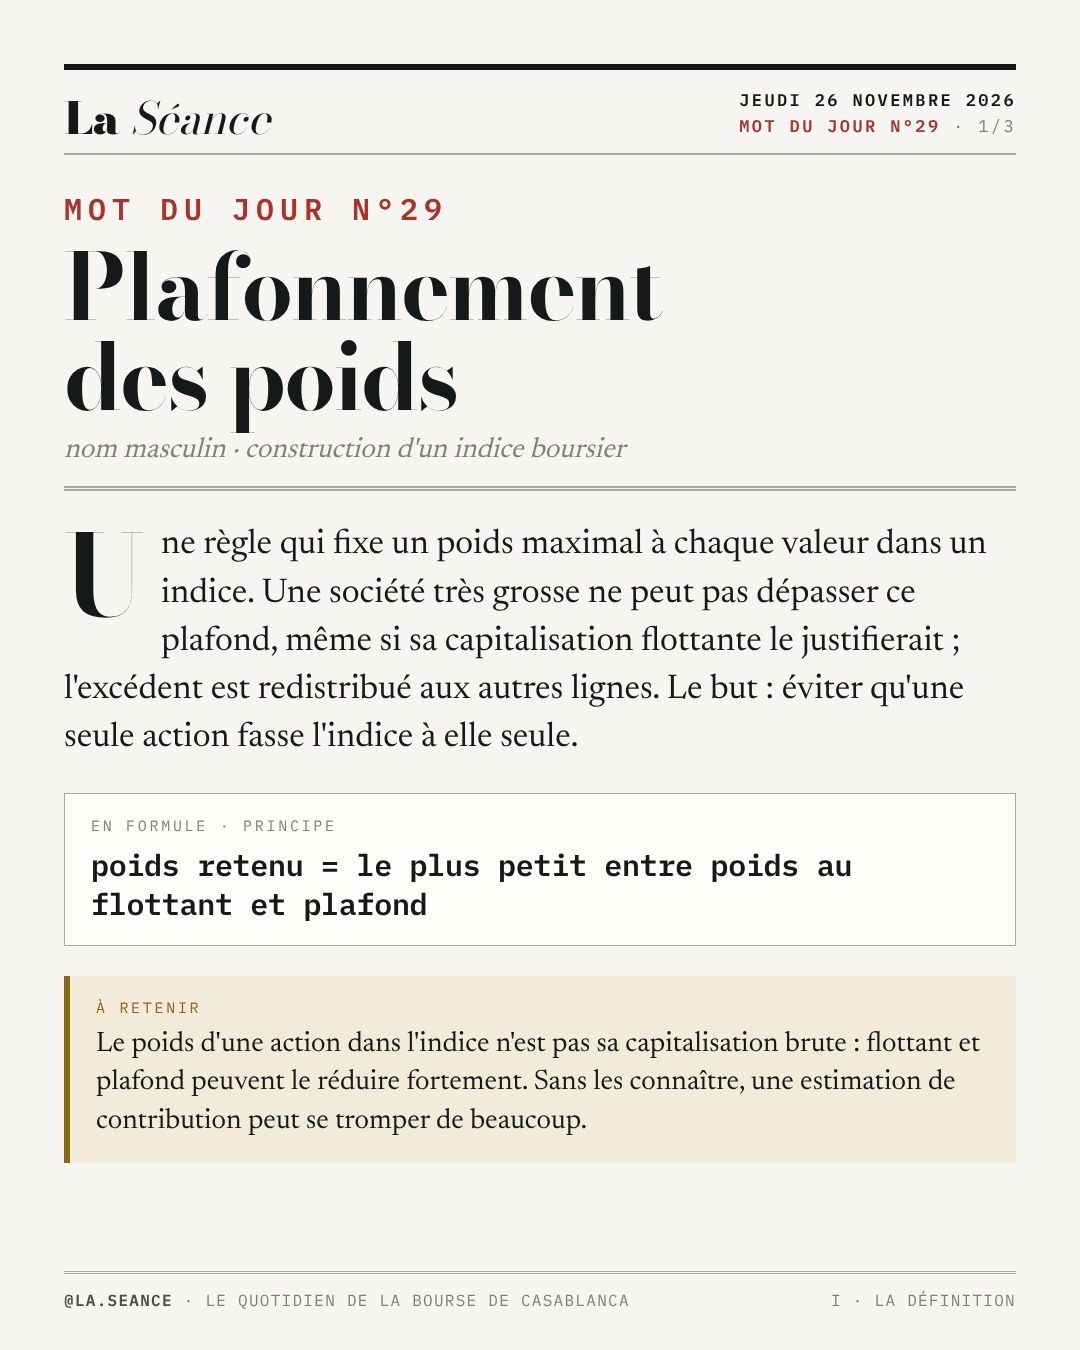 La Séance
JEUDI 26 NOVEMBRE 2026
MOT DU JOUR N°29 · 1/3
MOT DU JOUR N°29
Plafonnement
des poids
nom masculin · construction d'un indice boursier
Une règle qui fixe un poids maximal à chaque valeur dans un
indice. Une société très grosse ne peut pas dépasser ce
plafond, même si sa capitalisation flottante le justifierait ;
l'excédent est redistribué aux autres lignes. Le but : éviter qu'une
seule action fasse l'indice à elle seule.
EN FORMULE · PRINCIPE
poids retenu = le plus petit entre poids au
flottant et plafond
À RETENIR
Le poids d'une action dans l'indice n'est pas sa capitalisation brute : flottant et
plafond peuvent le réduire fortement. Sans les connaître, une estimation de
contribution peut se tromper de beaucoup.
@LA.SEANCE · LE QUOTIDIEN DE LA BOURSE DE CASABLANCA
I · LA DÉFINITION